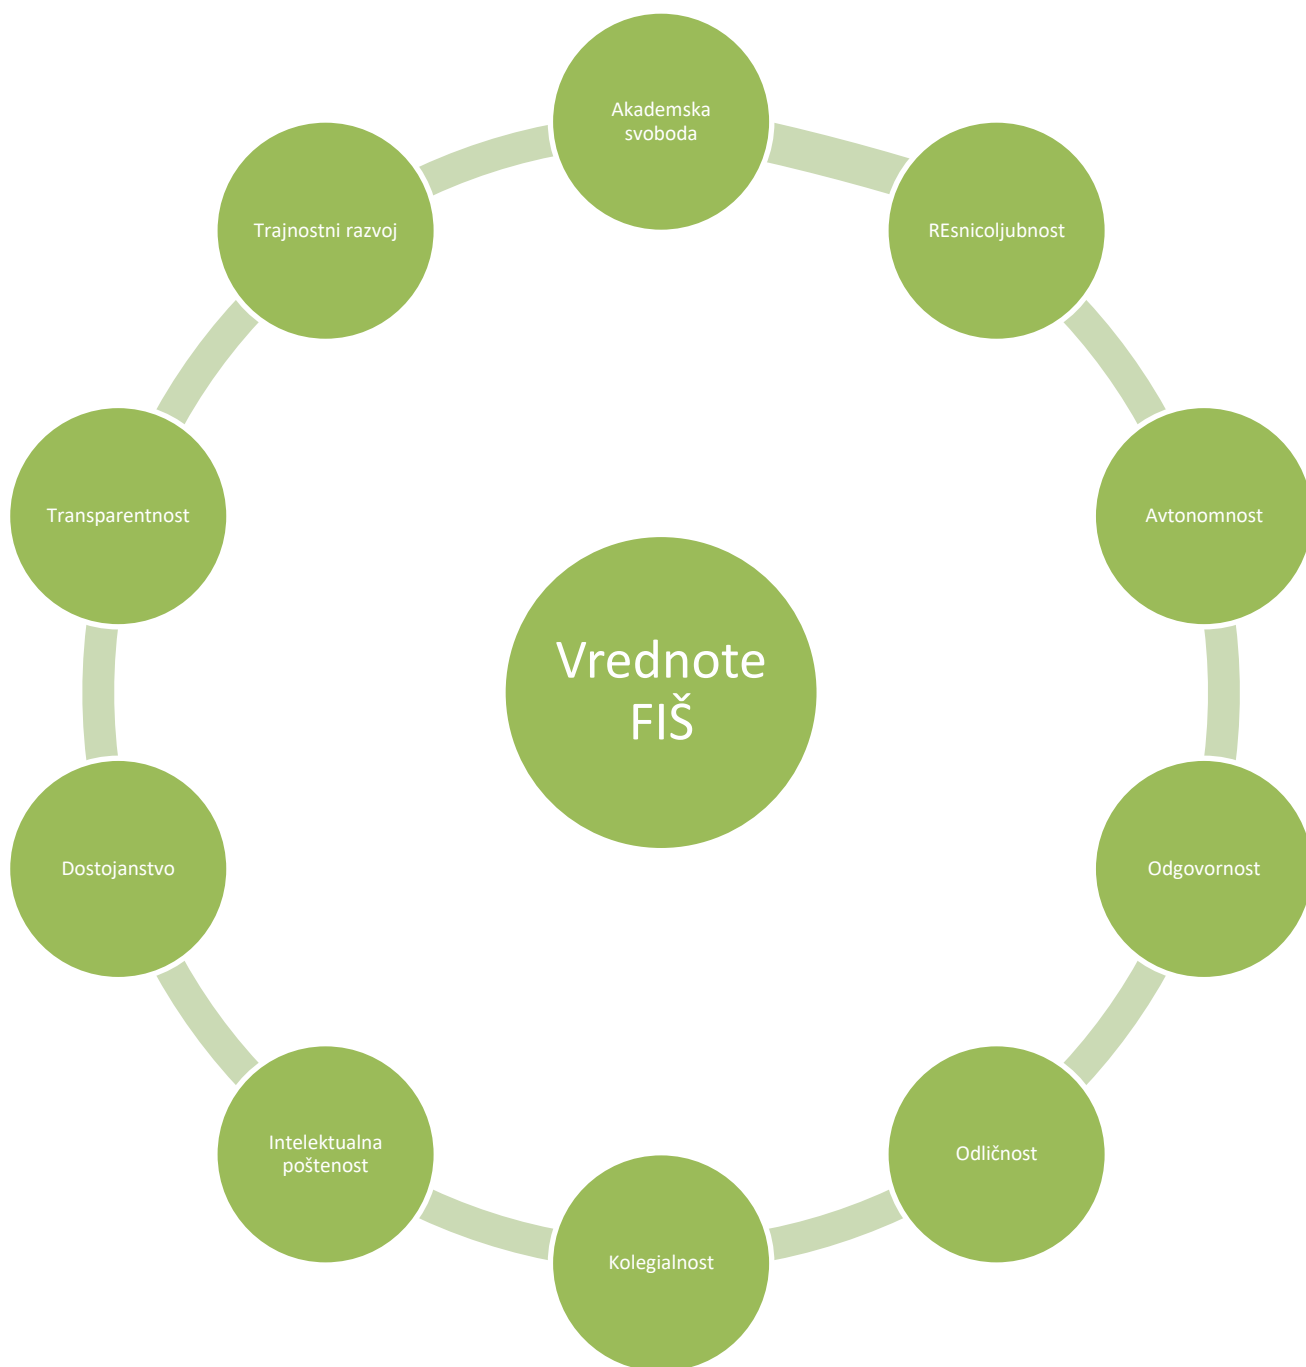 Akademska
svoboda
REsnicoljubnost
Avtonomnost
Odgovornost
Odličnost
Kolegialnost
Intelektualna
poštenost
Dostojanstvo
Transparentnost
Trajnostni razvoj
Vrednote
FIŠ